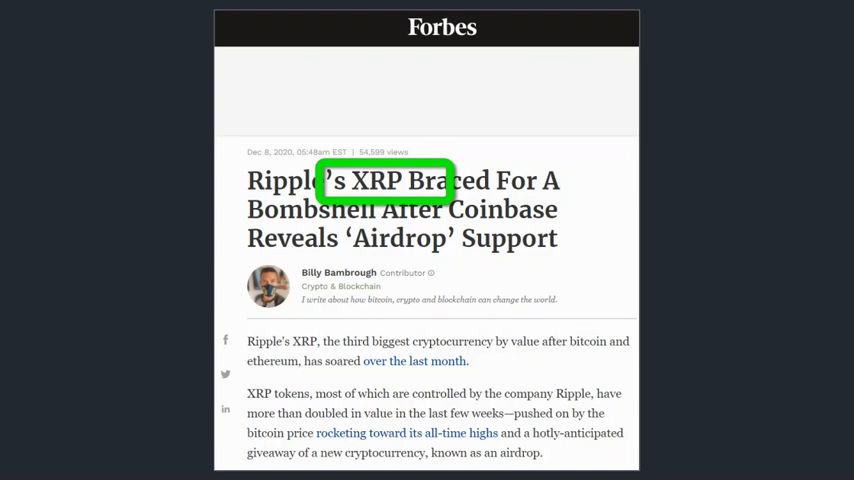 Forbes
Dec 8, 2020, 05:48am EST | 54,599 views
Ripple's XRP Braced For A
Bombshell After Coinbase
Reveals ‘Airdrop’ Support
Billy Bambrough Contributor
Crypto & Blockchain
I write about how bitcoin, crypto and blockchain can change the world.
Ripple's XRP, the third biggest cryptocurrency by value after bitcoin and
ethereum, has soared over the last month.
XRP tokens, most of which are controlled by the company Ripple, have
more than doubled in value in the last few weeks—pushed on by the
bitcoin price rocketing toward its all-time highs and a hotly-anticipated
giveaway of a new cryptocurrency, known as an airdrop.